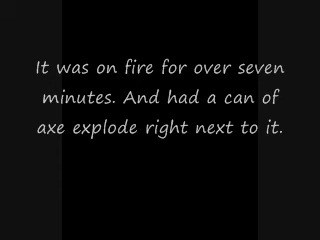 It was on fire for over seven
minutes. And had a can of
axe explode right next to it.